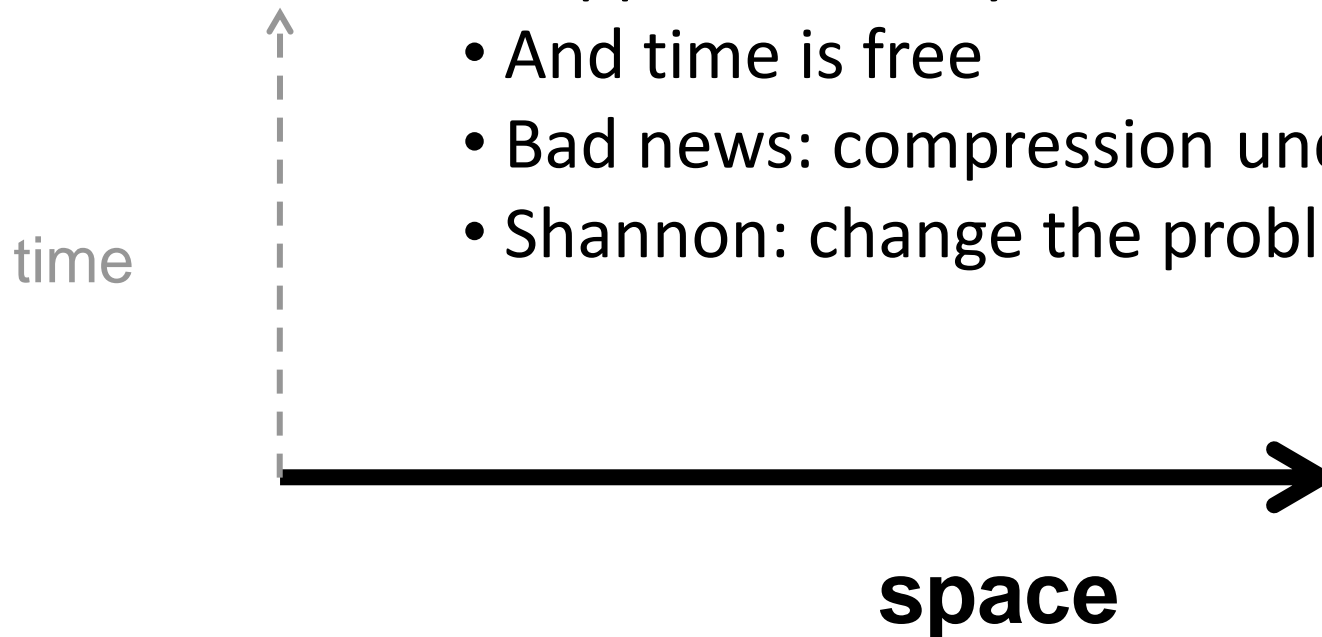 • And time is free
• Bad news: compression
• Shannon: change the
time
space